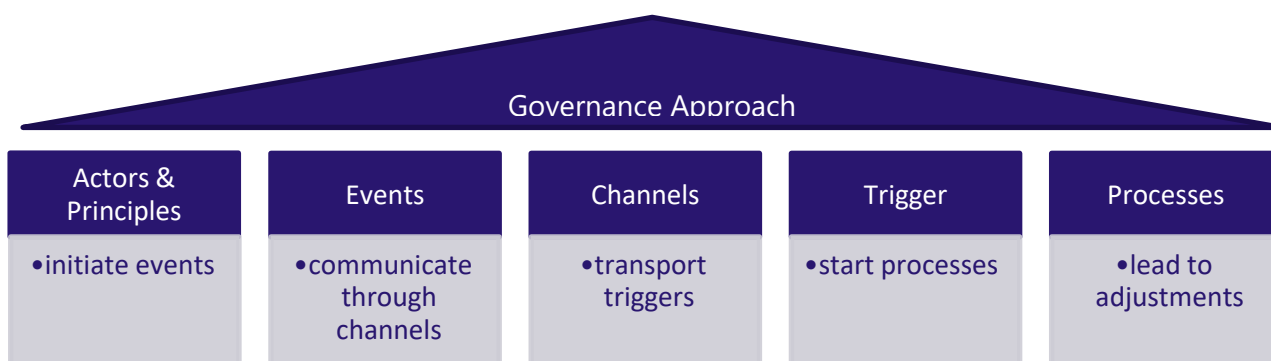 Governance Approach
Actors &
Principles
•initiate events
Events
•communicate
through
channels
Channels
•transport
triggers
Trigger
•start processes
Processes
•lead to
adjustments